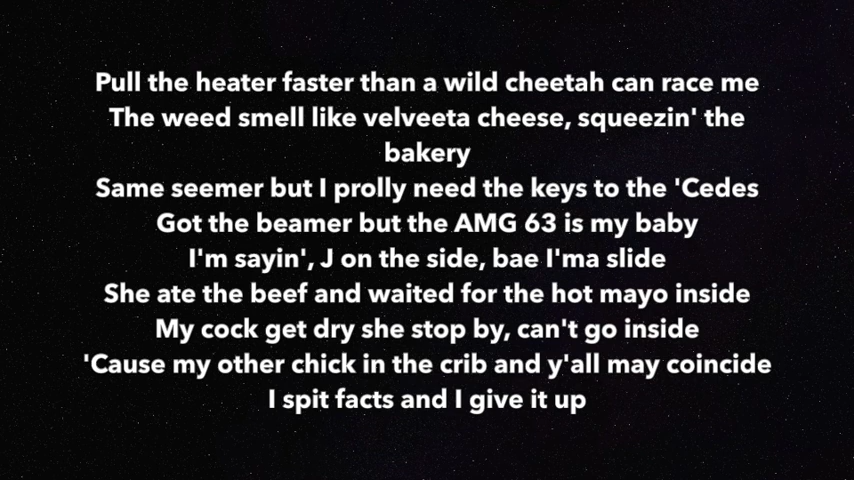 Pull the heater faster than a wild cheetah can race me
The weed smell like velveeta cheese, squeezin' the
bakery
Same seemer but I prolly need the keys to the 'Cedes
Got the beamer but the AMG 63 is my baby
I'm sayin', J on the side, bae I'ma slide
She ate the beef and waited for the hot mayo inside
My cock get dry she stop by, can't go inside
'Cause my other chick in the crib and y'all may coincide
I spit facts and I give it up